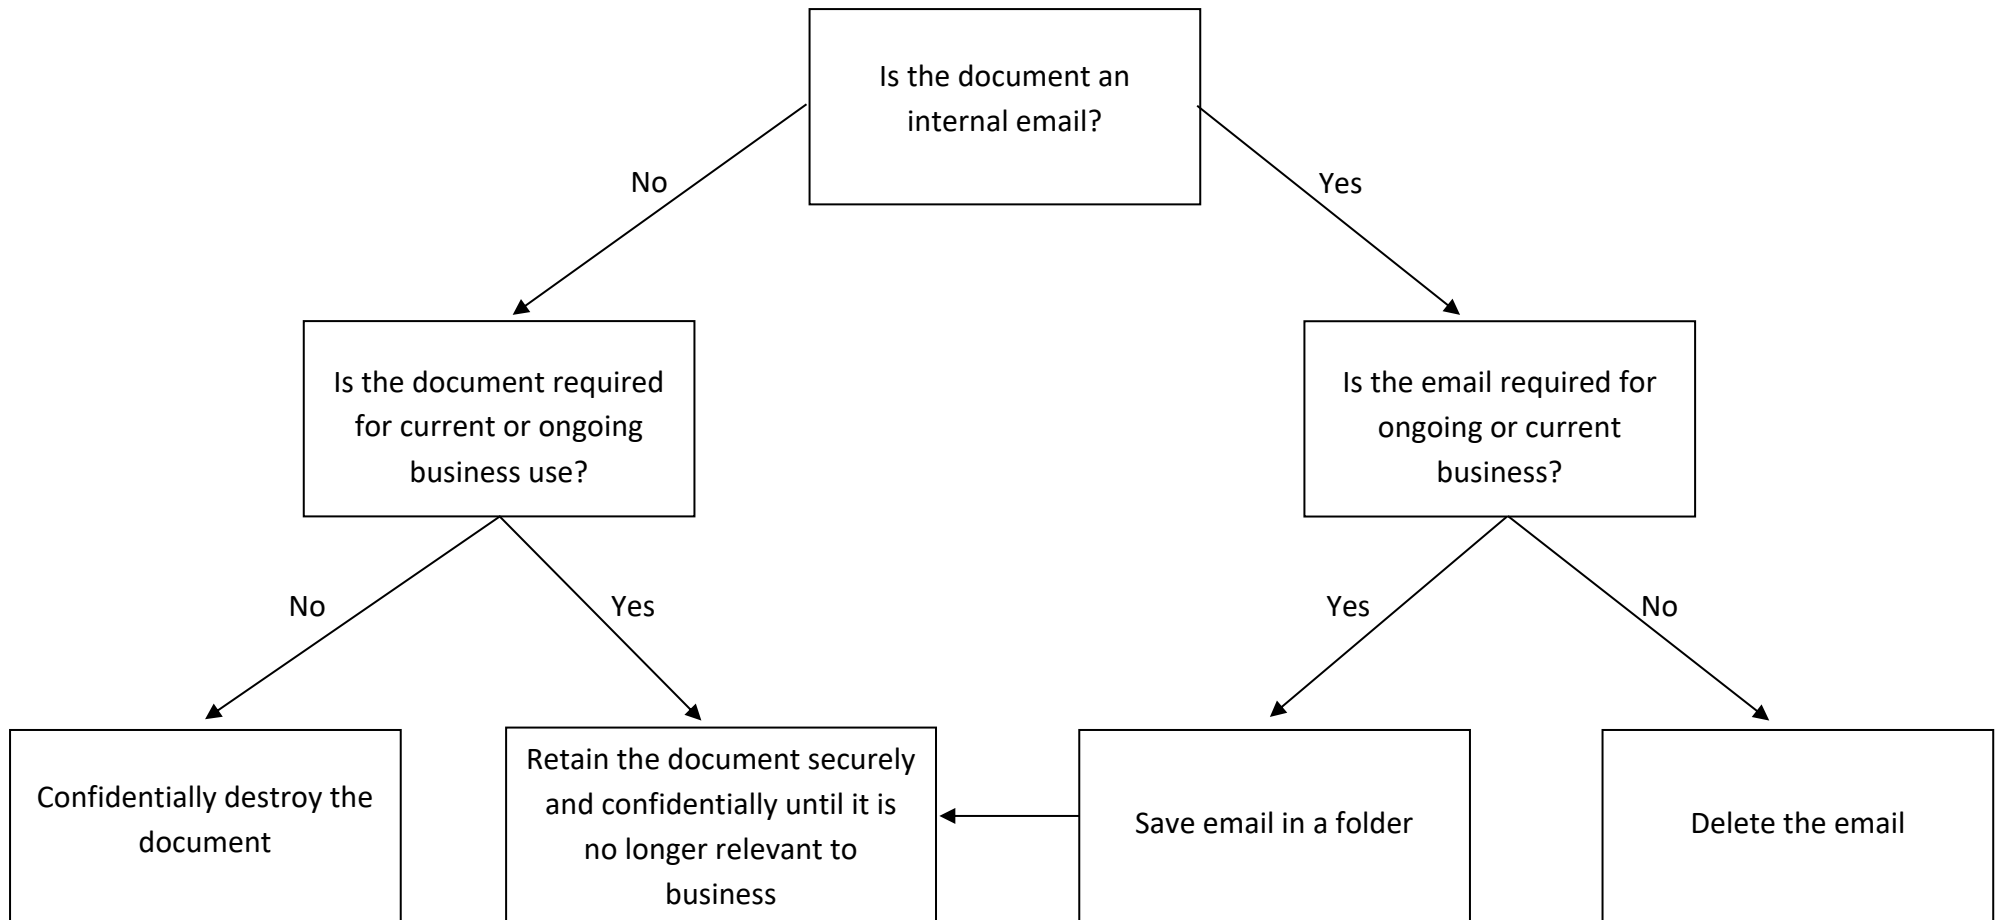 Is the document an
internal email?
No
Yes
Is the document required
for current or ongoing
business use?
Is the email required for
ongoing or current
business?
No
Yes
Yes
No
Confidentially destroy the
document
Retain the document securely
and confidentially until it is
no longer relevant to
business
Save email in a folder
Delete the email